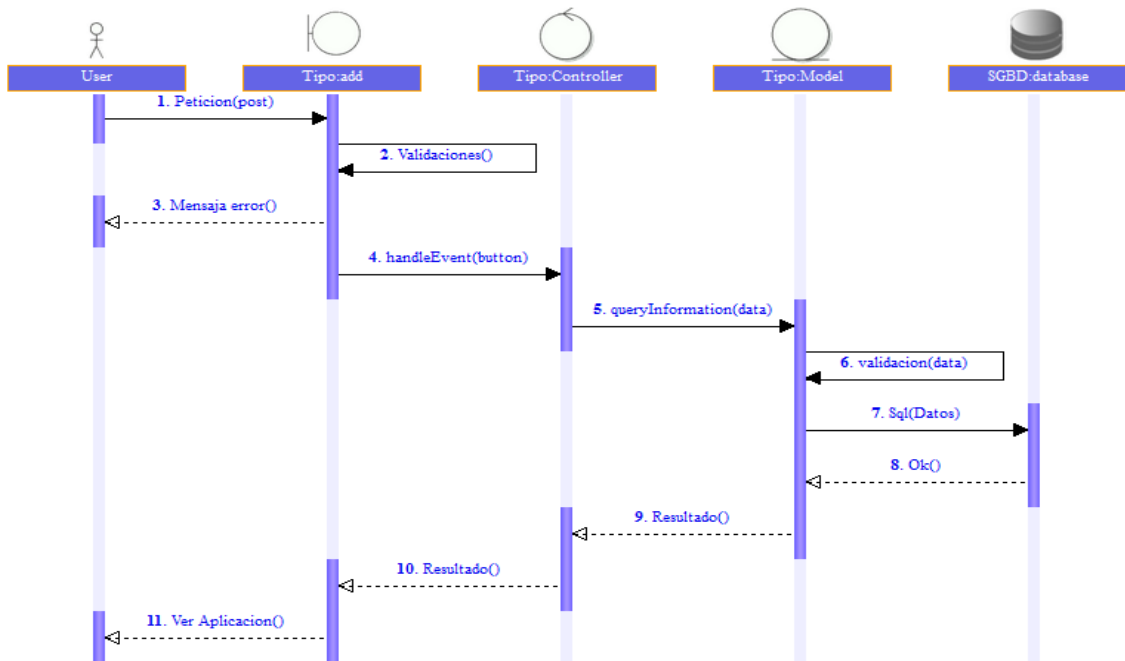 User
Tipo:add
Tipo:Controller
Tipo:Model
SGBD:database
1. Peticion(post)
2. Validaciones()
3. Mensaja error()
4. handleEvent(button)
5. queryInformation(data)
6. validacion(data)
7. Sql(Datos)
8. Ok()
9. Resultado()
10. Resultado()
11. Ver Aplicacion()